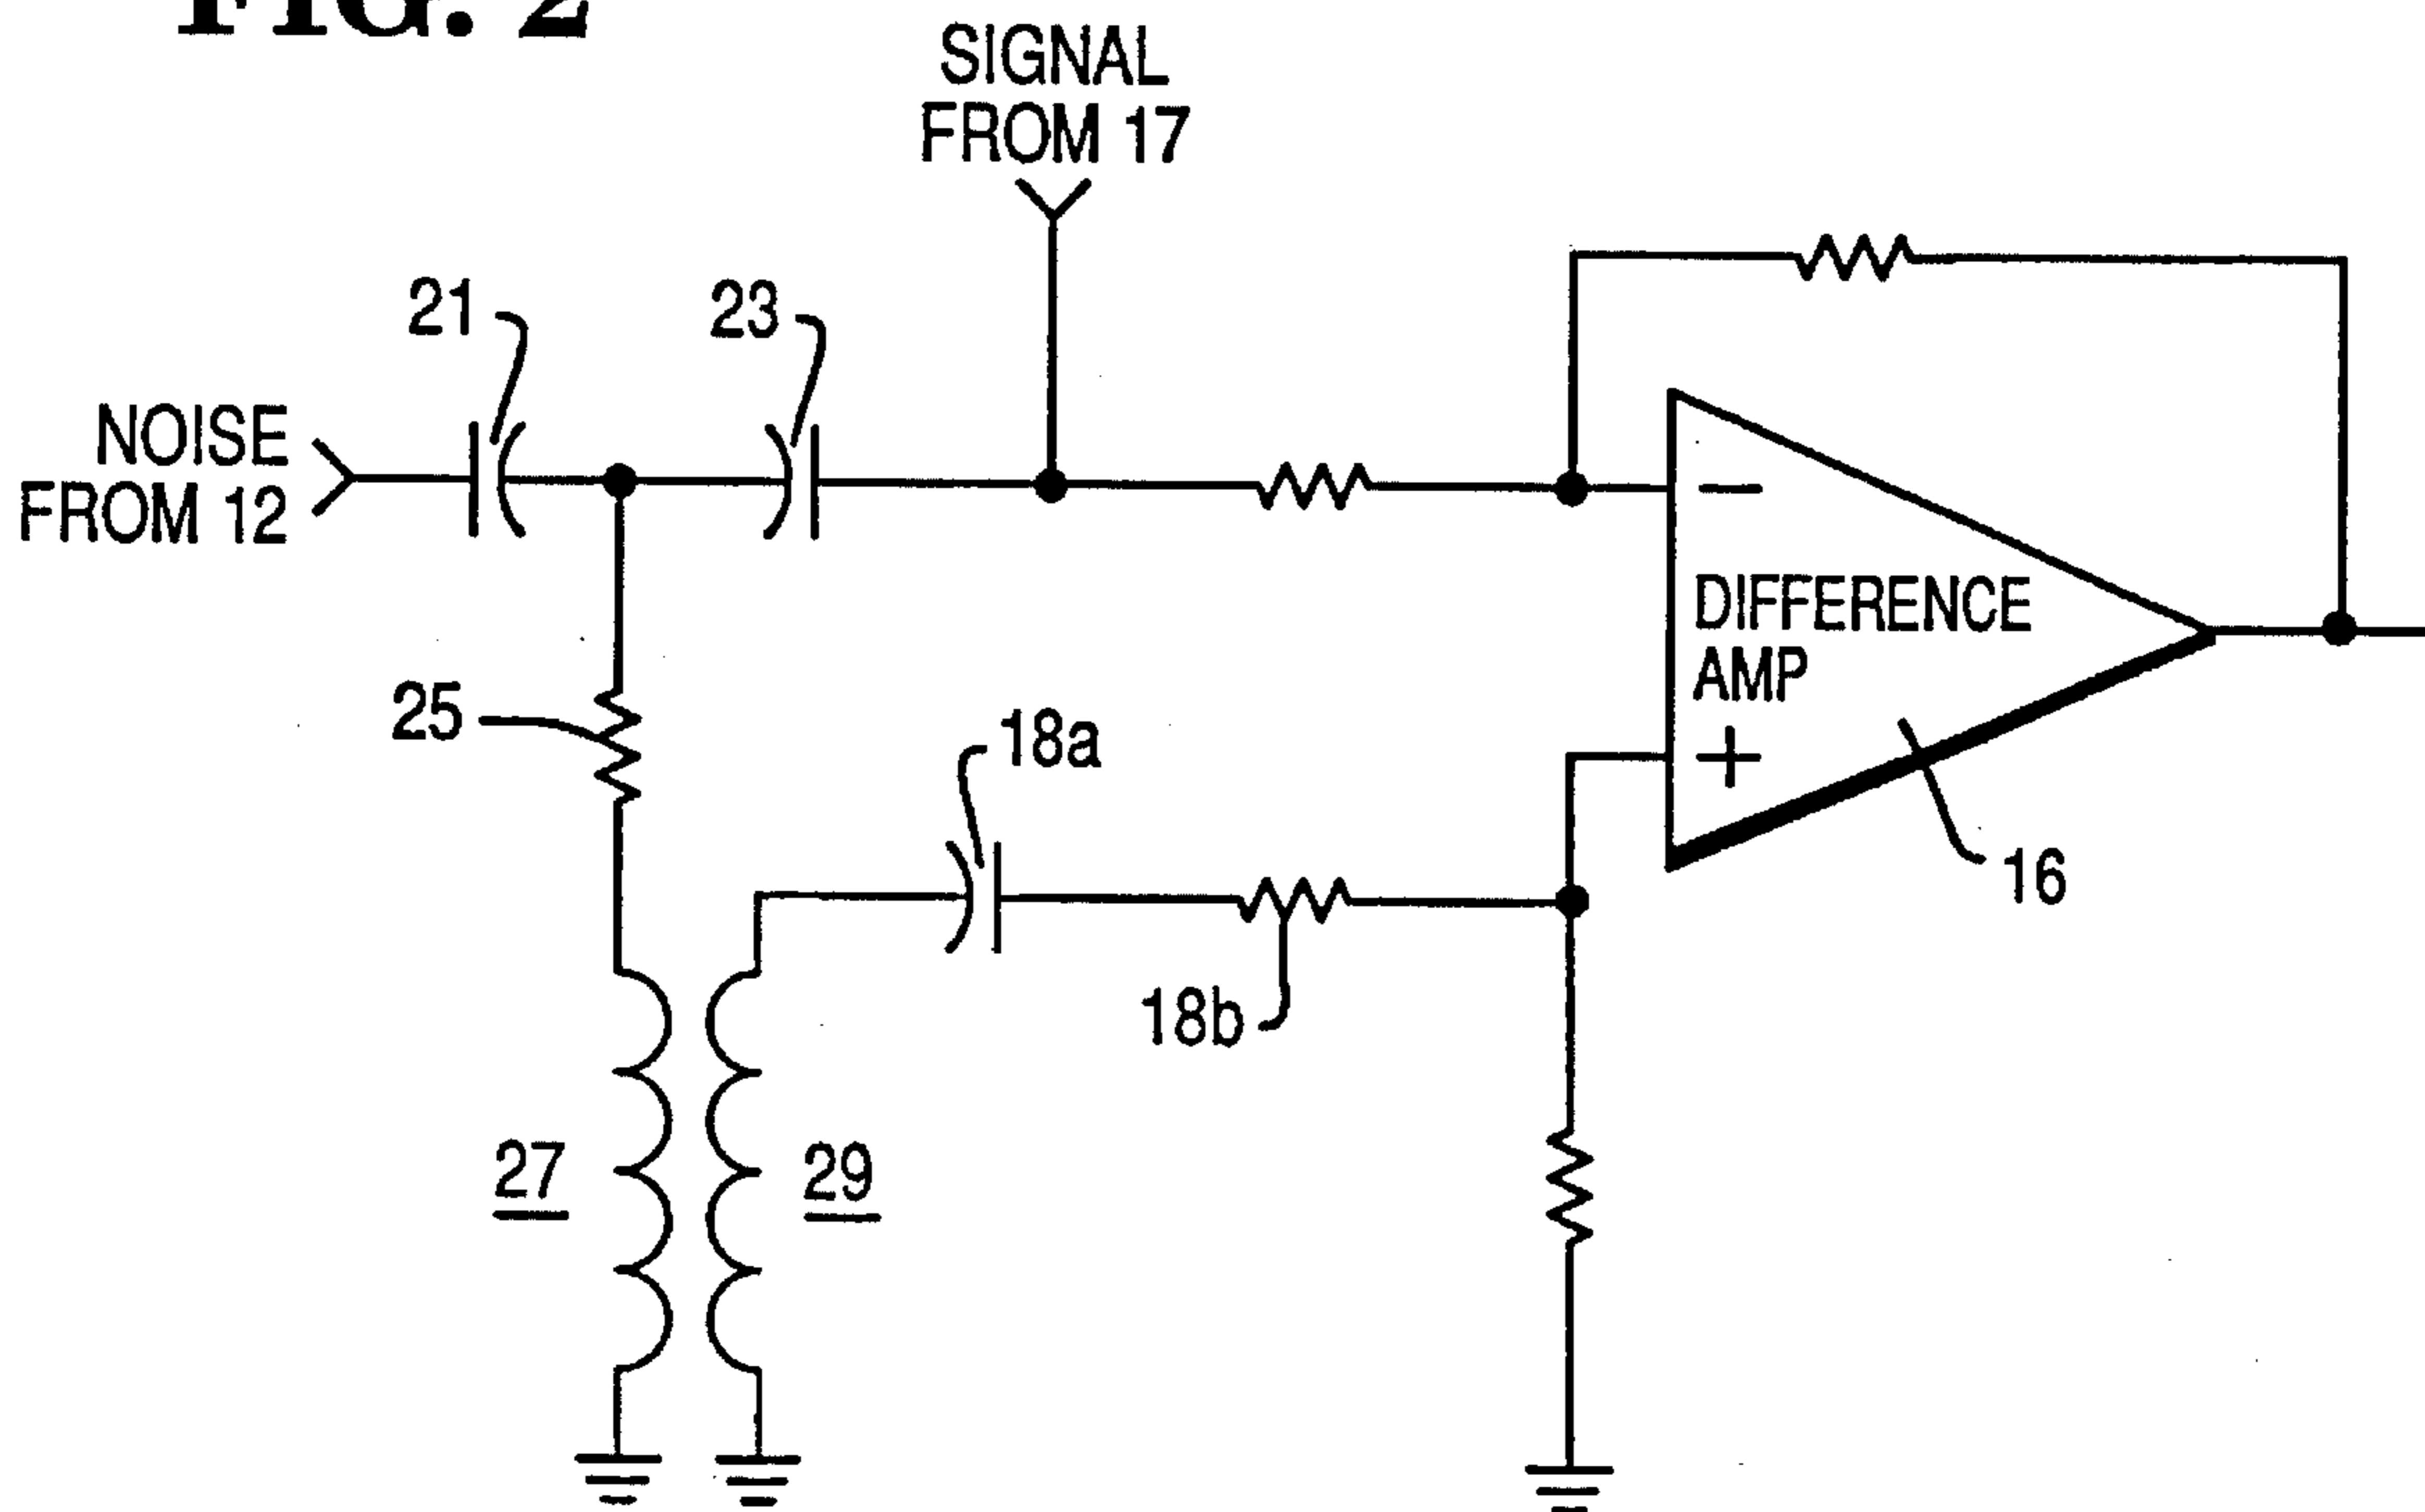 FIG. 2
SIGNAL
FROM 17
21
23
NOISE
FROM 12
−
DIFFERENCE
AMP
+
25
18a
16
18b
27
29